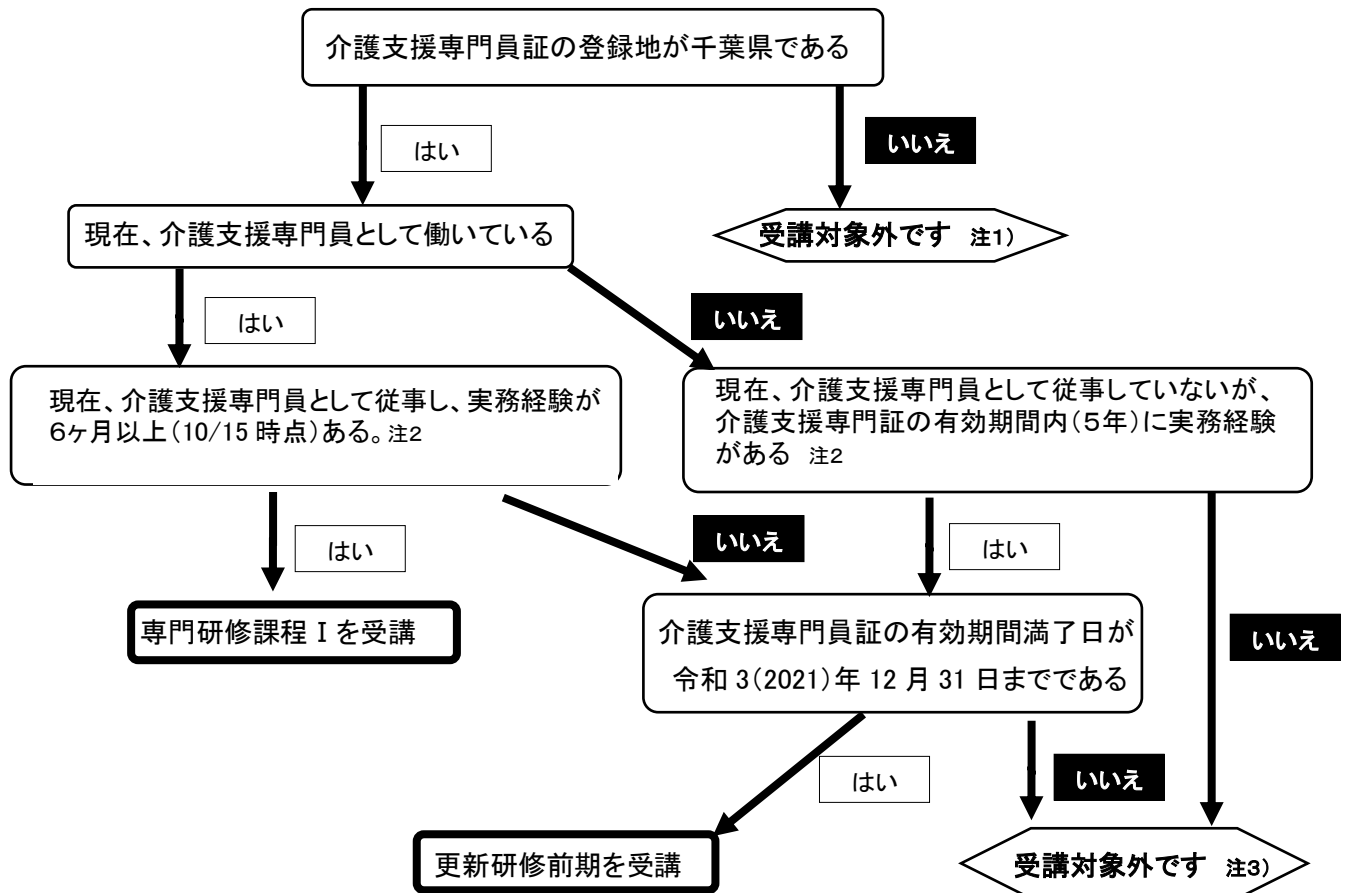 介護支援専門員証の登録地が千葉県である
はい
いいえ
現在、介護支援専門員として働いている
受講対象外です 注1)
はい
いいえ
現在、介護支援専門員として従事し、実務経験が
6ヶ月以上(10/15 時点)ある。注2
現在、介護支援専門員として従事していないが、
介護支援専門証の有効期間内(5年)に実務経験
がある 注2
はい
いいえ
はい
いいえ
専門研修課程 Ⅰ を受講
介護支援専門員証の有効期間満了日が
令和 3(2021)年 12 月 31 日までである
はい
いいえ
更新研修前期を受講
受講対象外です 注3)